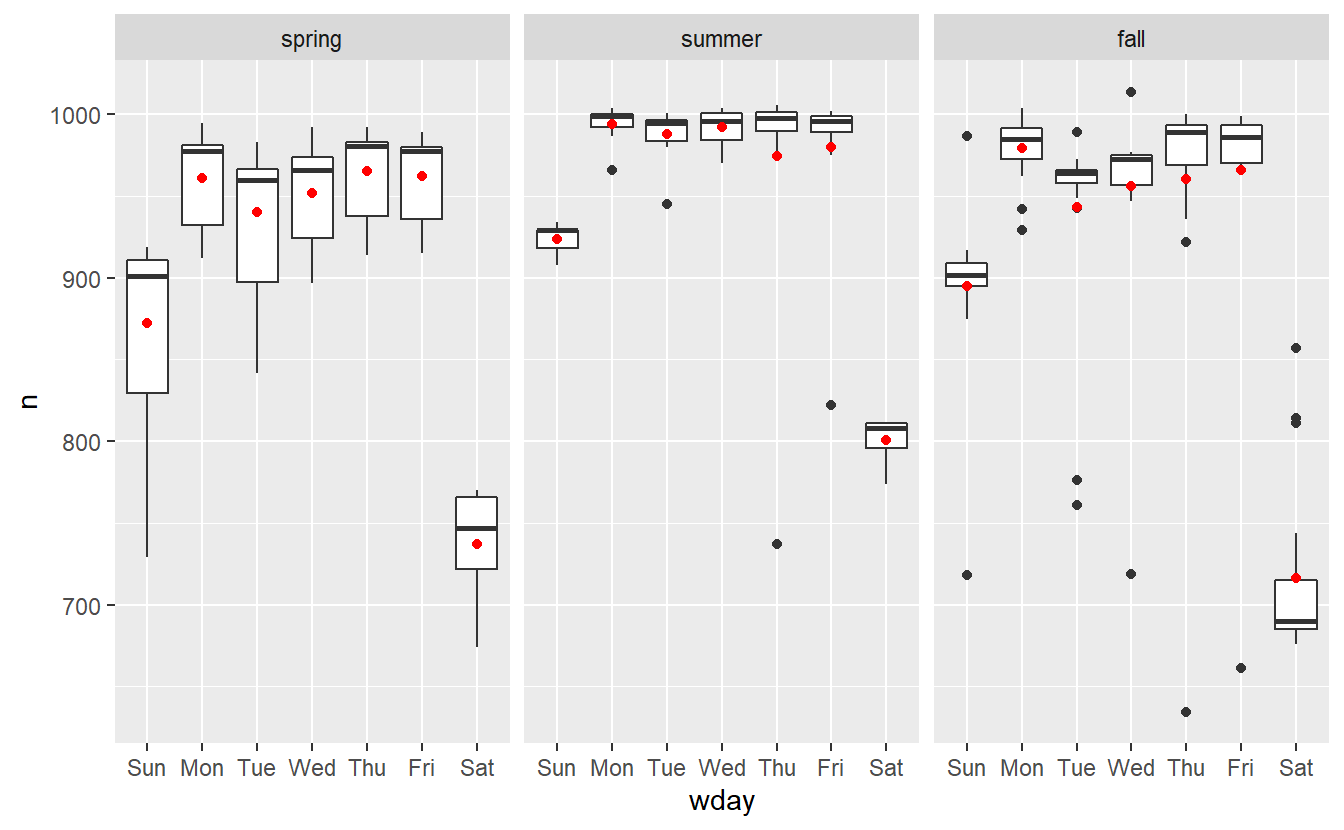 spring summer fall
1000
900
800
700
n
Sun Mon Tue Wed Thu Fri Sat Sun Mon Tue Wed Thu Fri Sat Sun Mon Tue Wed Thu Fri Sat
wday